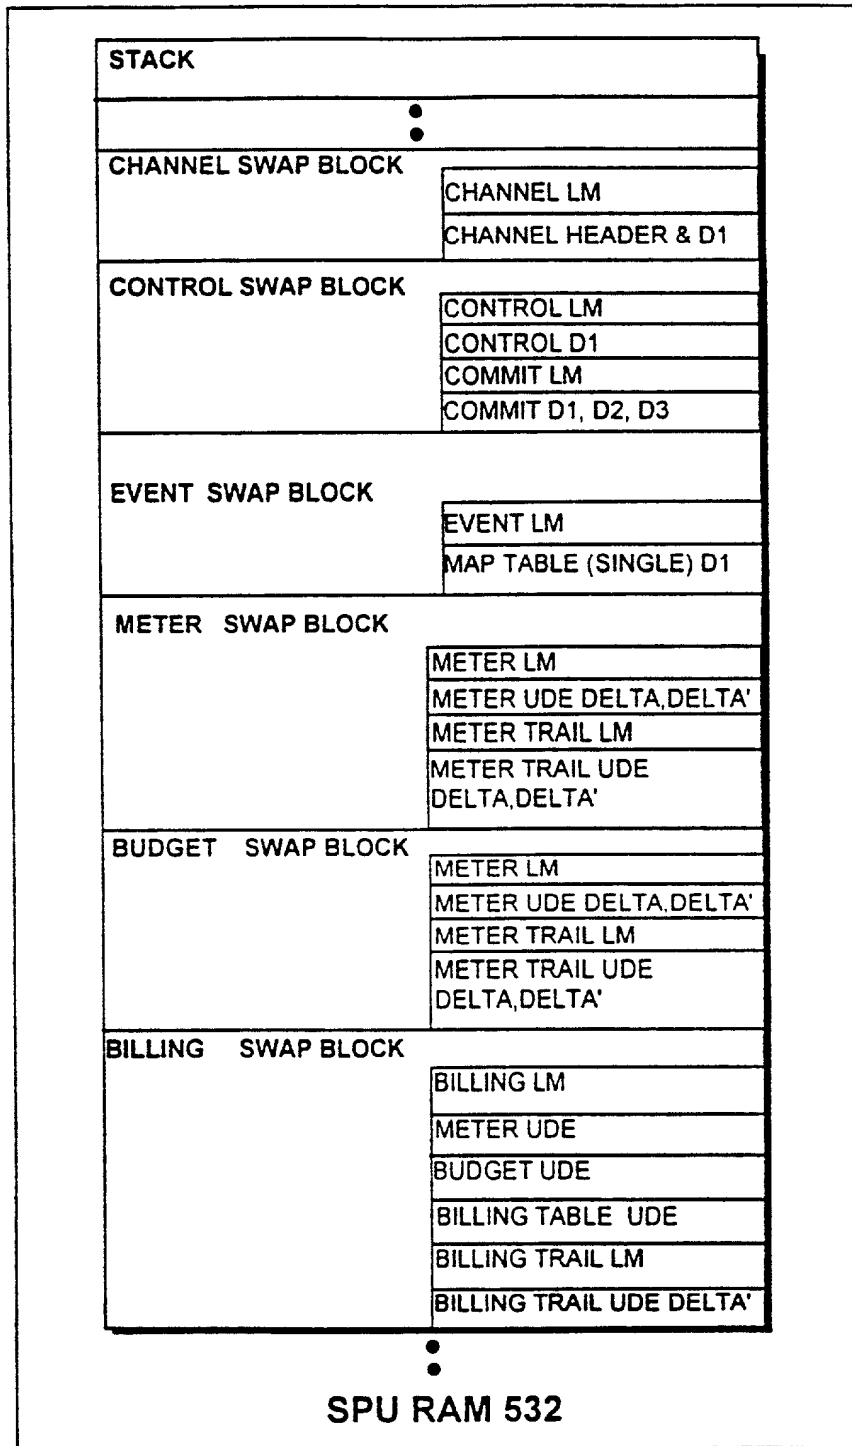 STACK
CHANNEL SWAP BLOCK
CHANNEL LM
CHANNEL HEADER & D1
CONTROL SWAP BLOCK
CONTROL LM
CONTROL D1
COMMIT LM
COMMIT D1, D2, D3
EVENT SWAP BLOCK
EVENT LM
MAP TABLE (SINGLE) D1
METER SWAP BLOCK
METER LM
METER UDE DELTA,DELTA'
METER TRAIL LM
METER TRAIL UDE
DELTA,DELTA'
BUDGET SWAP BLOCK
METER LM
METER UDE DELTA,DELTA'
METER TRAIL LM
METER TRAIL UDE
DELTA,DELTA'
BILLING SWAP BLOCK
BILLING LM
METER UDE
BUDGET UDE
BILLING TABLE UDE
BILLING TRAIL LM
BILLING TRAIL UDE DELTA'
SPU RAM 532